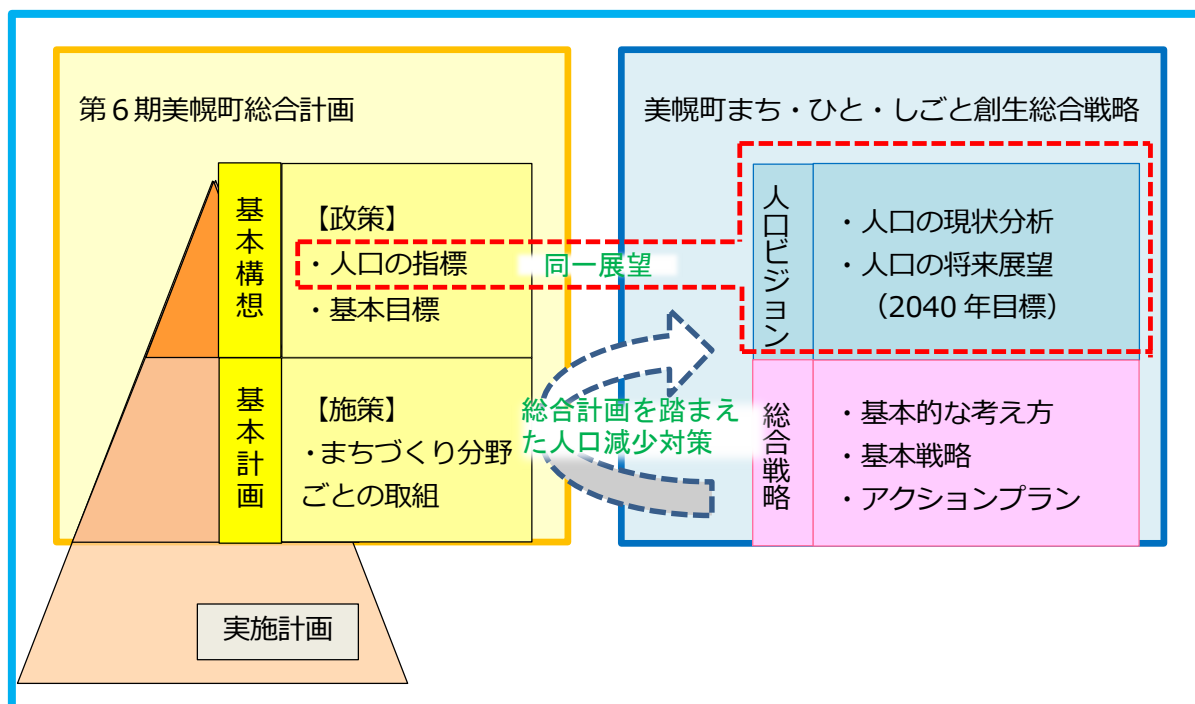 第６期美幌町総合計画
基本構想
【政策】
・人口の指標
・基本目標
基本計画
【施策】
・まちづくり分野
ごとの取組
実施計画
同一展望
総合計画を踏まえ
た人口減少対策
美幌町まち・ひと・しごと創生総合戦略
人口ビジョン
・人口の現状分析
・人口の将来展望
（2040 年目標）
総合戦略
・基本的な考え方
・基本戦略
・アクションプラン